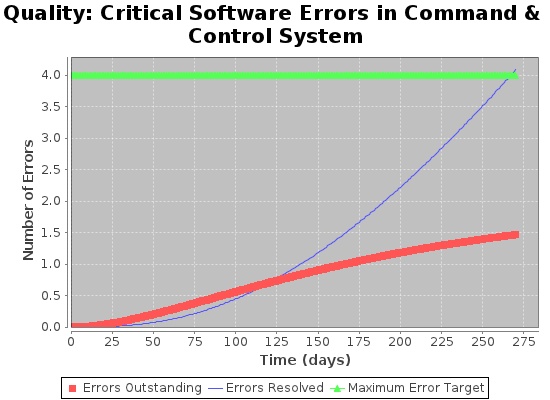 Quality: Critical Software Errors in Command &
Control System
Number of Errors
4.0
3.5
3.0
2.5
2.0
1.5
1.0
0.5
0.0
0 25 50 75 100 125 150 175 200 225 250 275
Time (days)
Errors Outstanding Errors Resolved Maximum Error Target